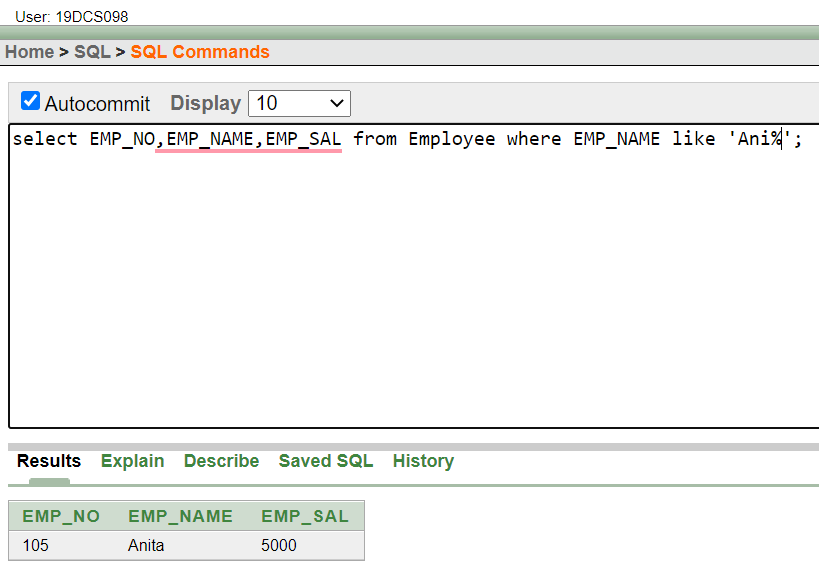 User: 19DCS098
Home > SQL > SQL Commands
Autocommit Display 10
select EMP_NO,EMP_NAME,EMP_SAL from Employee where EMP_NAME like 'Ani%';
Results Explain Describe Saved SQL History
EMP_NO EMP_NAME EMP_SAL
105 Anita 5000